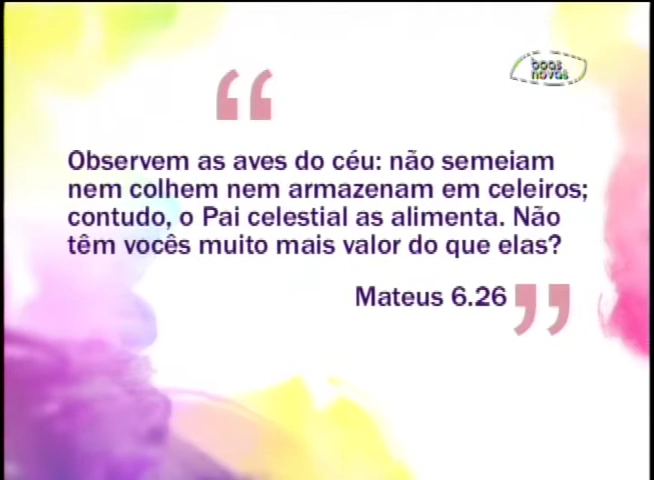 boas
novas
“
Observem as aves do céu: não semeiam
nem colhem nem armazenam em celeiros;
contudo, o Pai celestial as alimenta. Não
têm vocês muito mais valor do que elas?
Mateus 6.26 ”